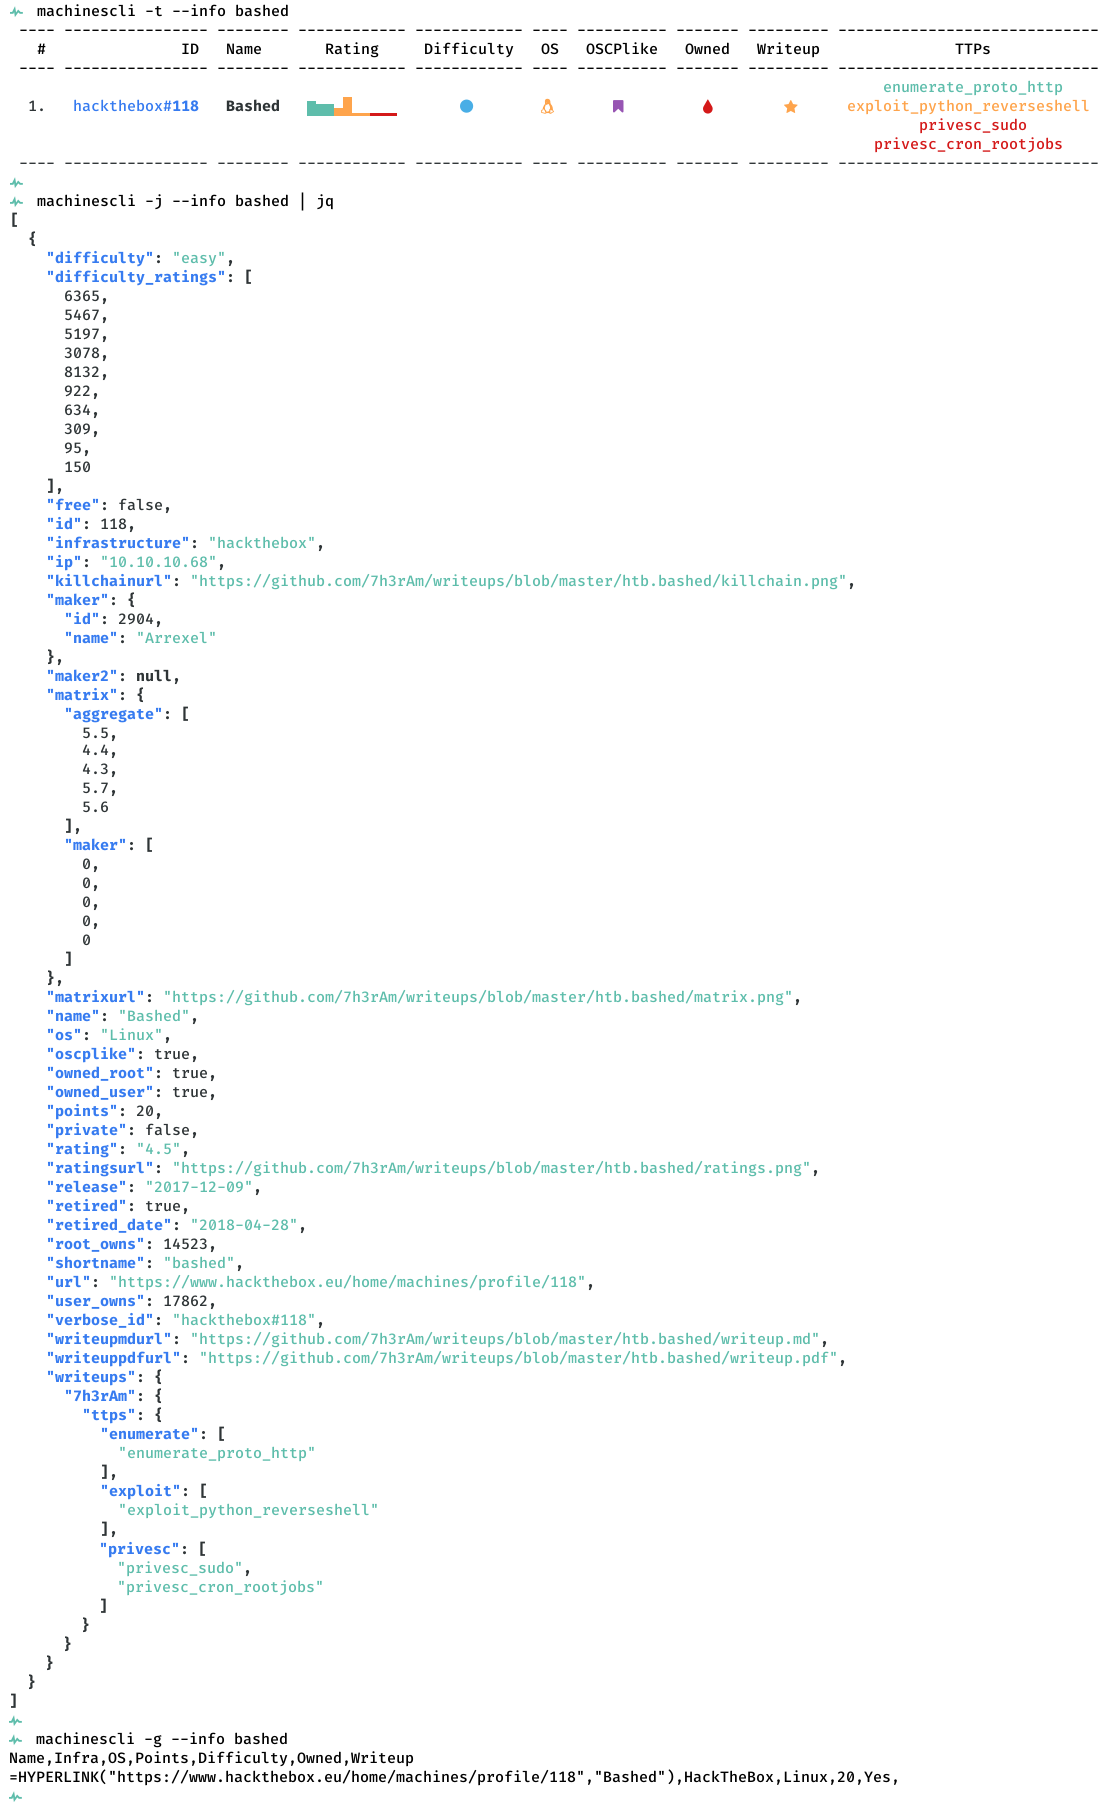 machinescli -t --info bashed
---- ---------------- -------- ------------ ------------ ---- ---------- ------- --------- -----------------------------
# ID Name Rating Difficulty OS OSCPlike Owned Writeup TTPs
---- ---------------- -------- ------------ ------------ ---- ---------- ------- --------- -----------------------------
enumerate_proto_http
1. hackthebox#118 Bashed exploit_python_reverseshell
privesc_sudo
privesc_cron_rootjobs
---- ---------------- -------- ------------ ------------ ---- ---------- ------- --------- -----------------------------
machinescli -j --info bashed | jq
[
  {
    "difficulty": "easy",
    "difficulty_ratings": [
      6365,
      5467,
      5197,
      3078,
      8132,
      922,
      634,
      309,
      95,
      150
    ],
    "free": false,
    "id": 118,
    "infrastructure": "hackthebox",
    "ip": "10.10.10.68",
    "killchainurl": "https://github.com/7h3rAm/writeups/blob/master/htb.bashed/killchain.png",
    "maker": {
      "id": 2904,
      "name": "Arrexel"
    },
    "maker2": null,
    "matrix": {
      "aggregate": [
        5.5,
        4.4,
        4.3,
        5.7,
        5.6
      ],
      "maker": [
        0,
        0,
        0,
        0,
        0
      ]
    },
    "matrixurl": "https://github.com/7h3rAm/writeups/blob/master/htb.bashed/matrix.png",
    "name": "Bashed",
    "os": "Linux",
    "oscplike": true,
    "owned_root": true,
    "owned_user": true,
    "points": 20,
    "private": false,
    "rating": "4.5",
    "ratingsurl": "https://github.com/7h3rAm/writeups/blob/master/htb.bashed/ratings.png",
    "release": "2017-12-09",
    "retired": true,
    "retired_date": "2018-04-28",
    "root_owns": 14523,
    "shortname": "bashed",
    "url": "https://www.hackthebox.eu/home/machines/profile/118",
    "user_owns": 17862,
    "verbose_id": "hackthebox#118",
    "writeupmdurl": "https://github.com/7h3rAm/writeups/blob/master/htb.bashed/writeup.md",
    "writeuppdfurl": "https://github.com/7h3rAm/writeups/blob/master/htb.bashed/writeup.pdf",
    "writeups": {
      "7h3rAm": {
        "ttps": {
          "enumerate": [
            "enumerate_proto_http"
          ],
          "exploit": [
            "exploit_python_reverseshell"
          ],
          "privesc": [
            "privesc_sudo",
            "privesc_cron_rootjobs"
          ]
        }
      }
    }
  }
]
machinescli -g --info bashed
Name,Infra,OS,Points,Difficulty,Owned,Writeup
=HYPERLINK("https://www.hackthebox.eu/home/machines/profile/118","Bashed"),HackTheBox,Linux,20,Yes,